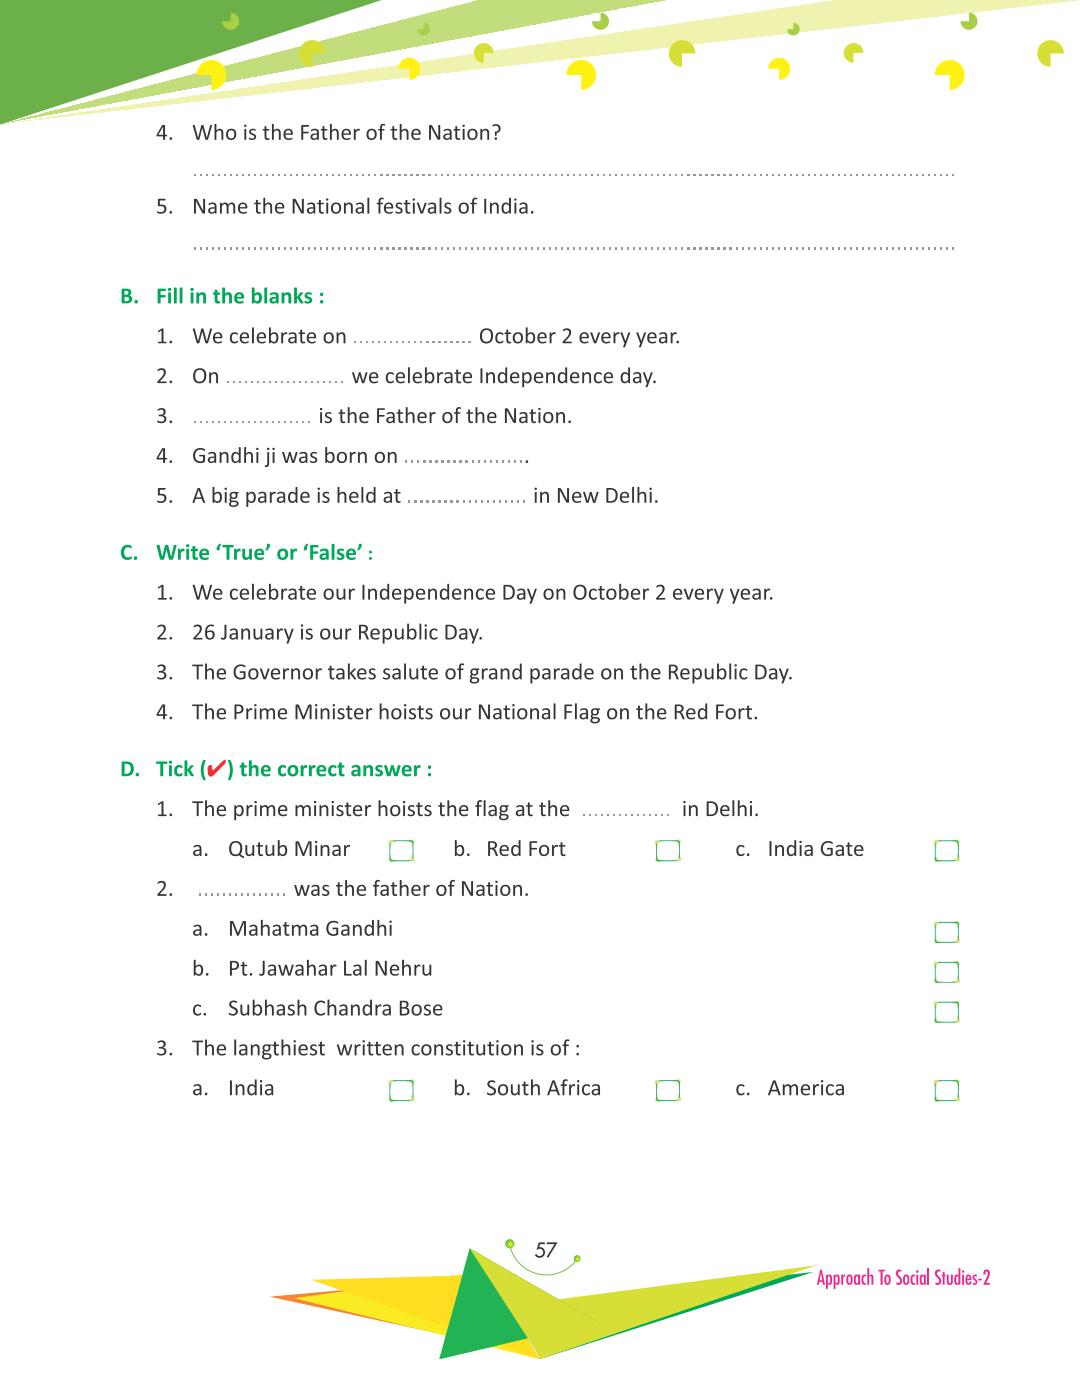 4. Who is the Father of the Nation?
5. Name the National festivals of India.
B. Fill in the blanks :
1. We celebrate on .................... October 2 every year.
2. On .................... we celebrate Independence day.
3. .................... is the Father of the Nation.
4. Gandhi ji was born on .....................
5. A big parade is held at .................... in New Delhi.
C. Write ‘True’ or ‘False’ :
1. We celebrate our Independence Day on October 2 every year.
2. 26 January is our Republic Day.
3. The Governor takes salute of grand parade on the Republic Day.
4. The Prime Minister hoists our National Flag on the Red Fort.
D. Tick (✔) the correct answer :
1. The prime minister hoists the flag at the ............... in Delhi.
a. Qutub Minar b. Red Fort c. India Gate
2. ............... was the father of Nation.
a. Mahatma Gandhi
b. Pt. Jawahar Lal Nehru
c. Subhash Chandra Bose
3. The langthiest written constitution is of :
a. India b. South Africa c. America
57
Approach To Social Studies-2